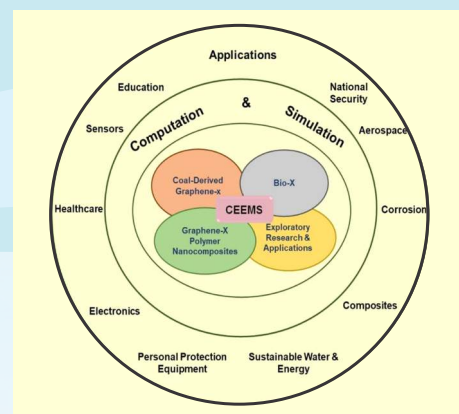 Applications
Education
National
Security
Computation & Simulation
Sensors
Aerospace
Coal-Derived
Graphene-x
Bio-X
Healthcare
CEEMS
Corrosion
Graphene-X
Polymer
Nanocomposites
Exploratory
Research &
Applications
Electronics
Composites
Personal Protection
Equipment
Sustainable Water &
Energy